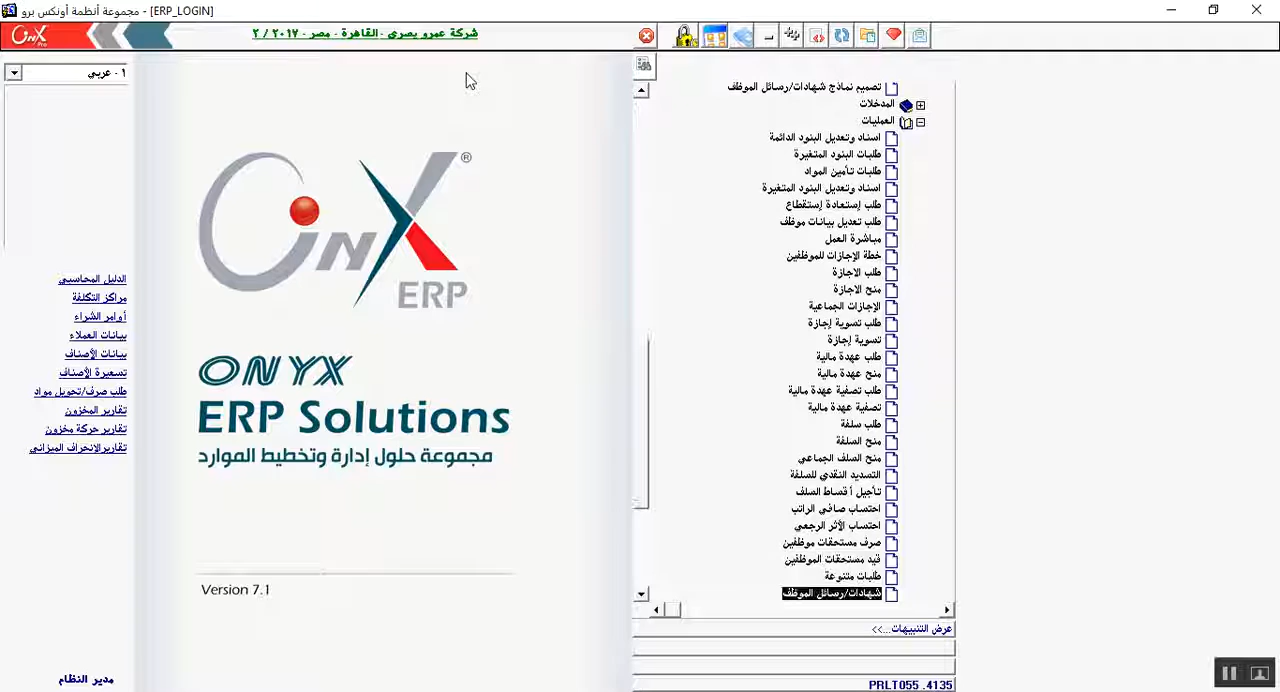 مجموعة أنظمة أونكس برو - [ERP_LOGIN]
OnX Pro
شركة عمرو يصرى - القاهرة - مصر - ٢٠١٧ / ٢
١ - عربي
OnX ®
ERP
ONYX
ERP Solutions
مجموعة حلول إدارة وتخطيط الموارد
Version 7.1
الدليل المحاسبي
مراكز التكلفة
أوامر الشراء
بيانات العملاء
بيانات الأصناف
تسعيرة الأصناف
طلب صرف/تحويل مواد
تقارير المخزون
تقارير حركة مخزون
تقارير الانحراف الميزاني
مدير النظام
تصميم نماذج شهادات/رسائل الموظف
المدخلات
العمليات
اسناد وتعديل البنود الدائمة
طلبات البنود المتغيرة
طلبات تأمين المواد
اسناد وتعديل البنود المتغيرة
طلب إستعادة إستقطاع
طلب تعديل بيانات موظف
مباشرة العمل
خطة الإجازات للموظفين
طلب الاجازة
منح الاجازة
الإجازات الجماعية
طلب تسوية إجازة
تسوية إجازة
طلب عهدة مالية
منح عهدة مالية
طلب تصفية عهدة مالية
تصفية عهدة مالية
طلب سلفة
منح السلفة
منح السلف الجماعي
التسديد النقدي للسلفة
تأجيل أقساط السلف
احتساب صافي الراتب
احتساب الأثر الرجعي
صرف مستحقات موظفين
قيد مستحقات الموظفين
طلبات متنوعة
شهادات/رسائل الموظف
عرض التنبيهات...>>
PRLT055 .4135